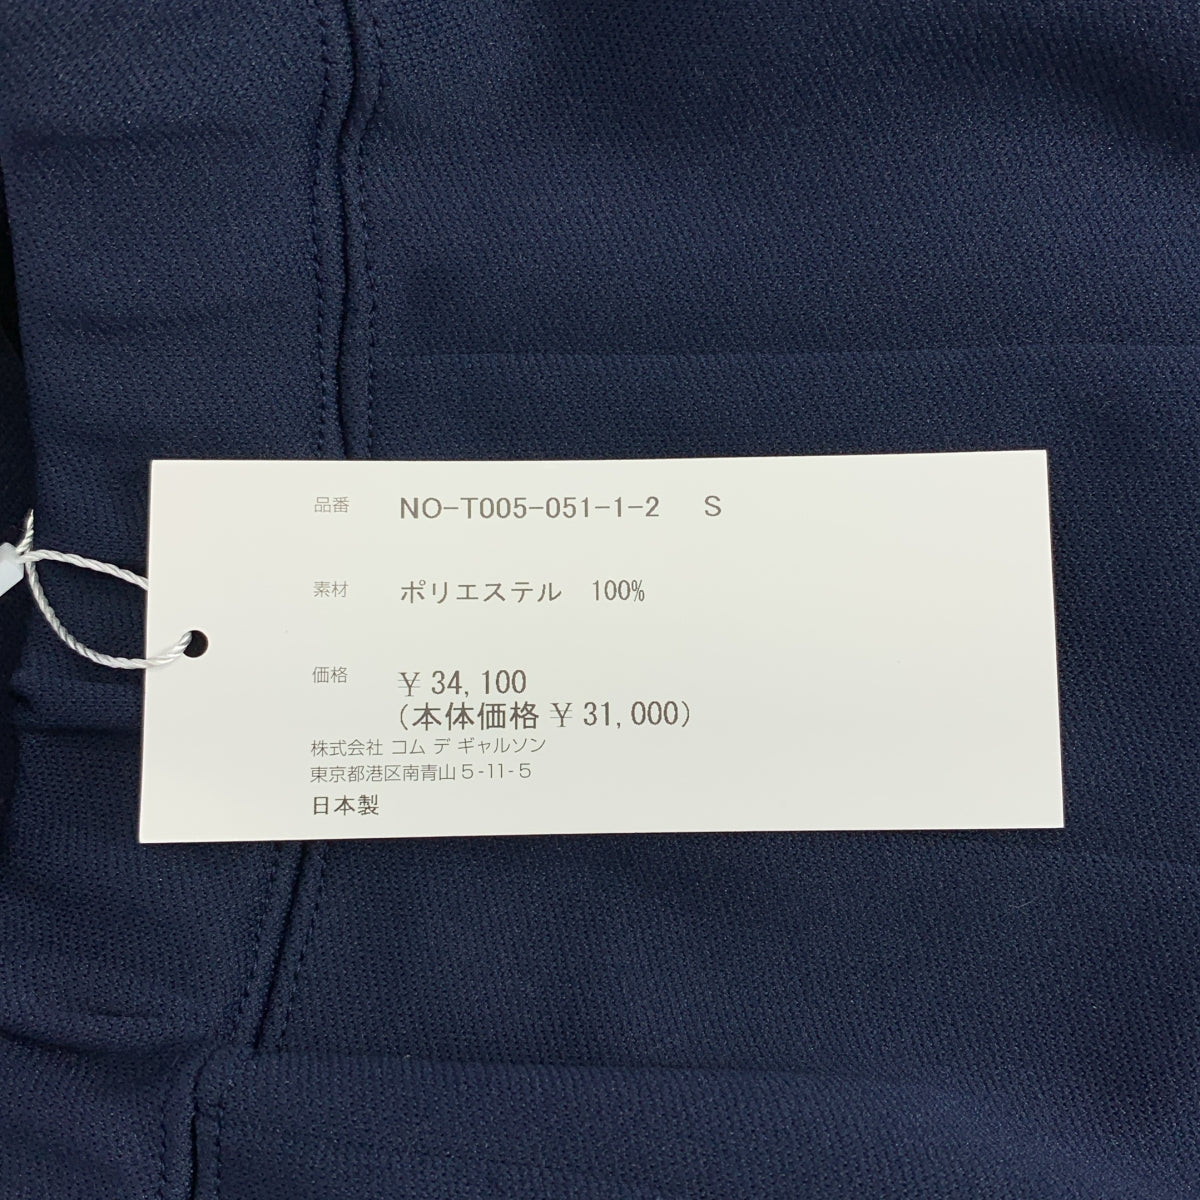 品番 NO-T005-051-1-2 S
素材 ポリエステル 100%
価格 ¥ 34,100
(本体価格 ¥ 31,000)
株式会社 コム デ ギャルソン
東京都港区南青山5-11-5
日本製